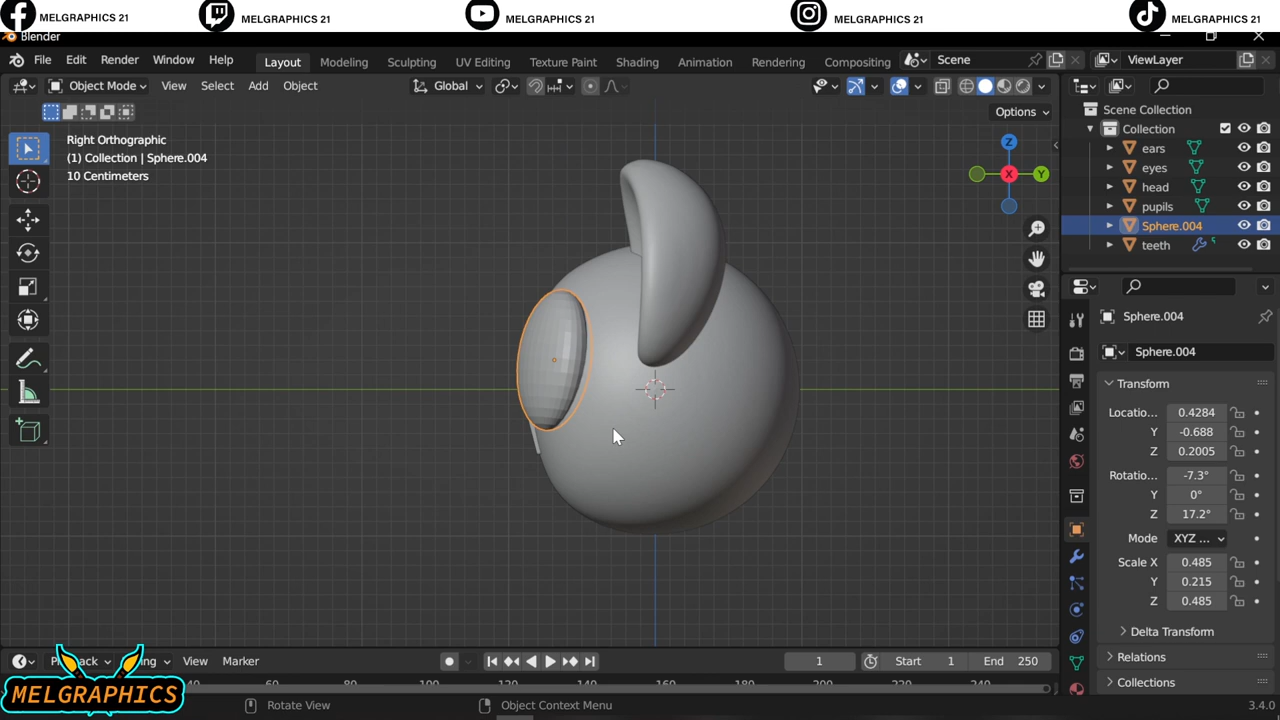 MELGRAPHICS 21
MELGRAPHICS 21
MELGRAPHICS 21
MELGRAPHICS 21
MELGRAPHICS 21
Blender
File Edit Render Window Help
Layout Modeling Sculpting UV Editing Texture Paint Shading Animation Rendering Compositing
Scene
ViewLayer
Object Mode View Select Add Object
Global
Options
Right Orthographic
(1) Collection | Sphere.004
10 Centimeters
Z
X
Y
Scene Collection
Collection
ears
eyes
head
pupils
Sphere.004
teeth
Sphere.004
Sphere.004
Transform
Locatio... 0.4284
Y -0.688
Z 0.2005
Rotatio... -7.3°
Y 0°
Z 17.2°
Mode XYZ ...
Scale X 0.485
Y 0.215
Z 0.485
Delta Transform
Relations
Collections
View Marker
1
Start 1
End 250
MELGRAPHICS
Rotate View
Object Context Menu
3.4.0